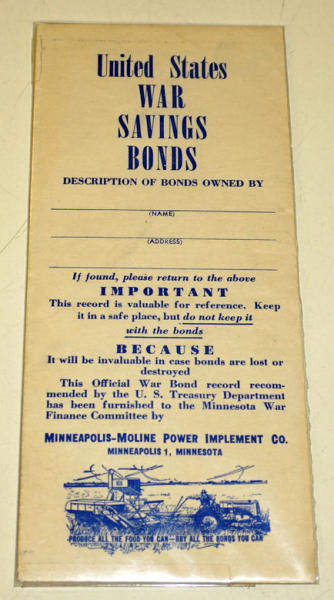 United States
WAR
SAVINGS
BONDS
DESCRIPTION OF BONDS OWNED BY
(NAME)
(ADDRESS)
If found, please return to the above
IMPORTANT
This record is valuable for reference. Keep
it in a safe place, but do not keep it
with the bonds
BECAUSE
It will be invaluable in case bonds are lost or
destroyed
This Official War Bond record recom-
mended by the U. S. Treasury Department
has been furnished to the Minnesota War
Finance Committee by
MINNEAPOLIS-MOLINE POWER IMPLEMENT CO.
MINNEAPOLIS 1, MINNESOTA
PRODUCE ALL THE FOOD YOU CAN—BUY ALL THE BONDS YOU CAN